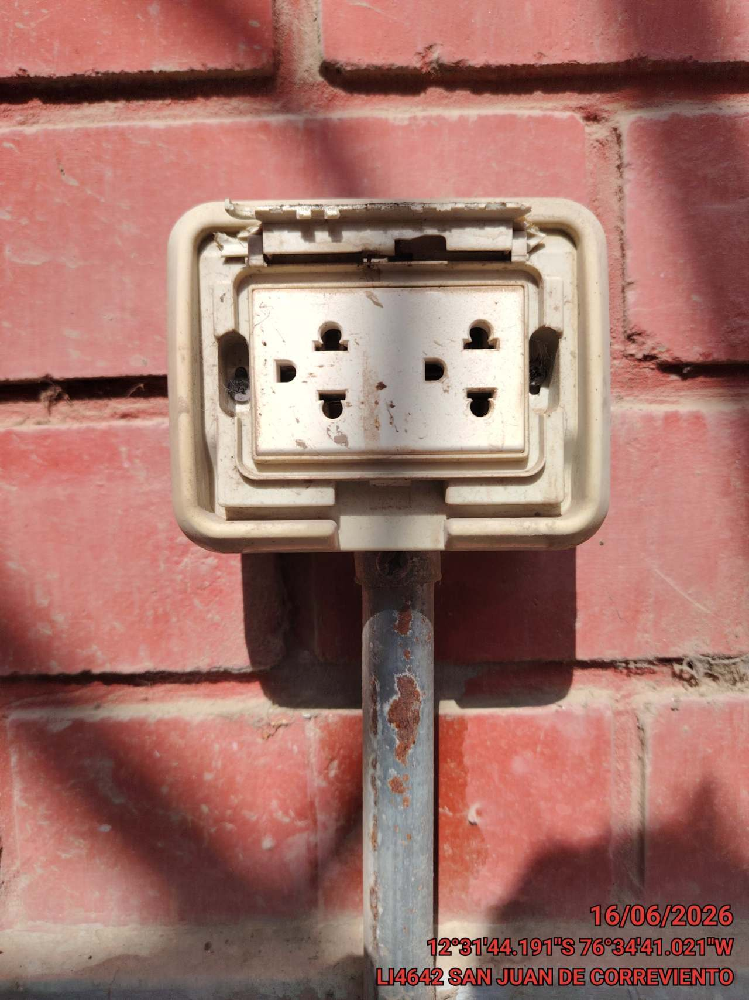 16/06/2026
12°31'44.191"S 76°34'41.021"W
LI4642 SAN JUAN DE CORREVIENTO